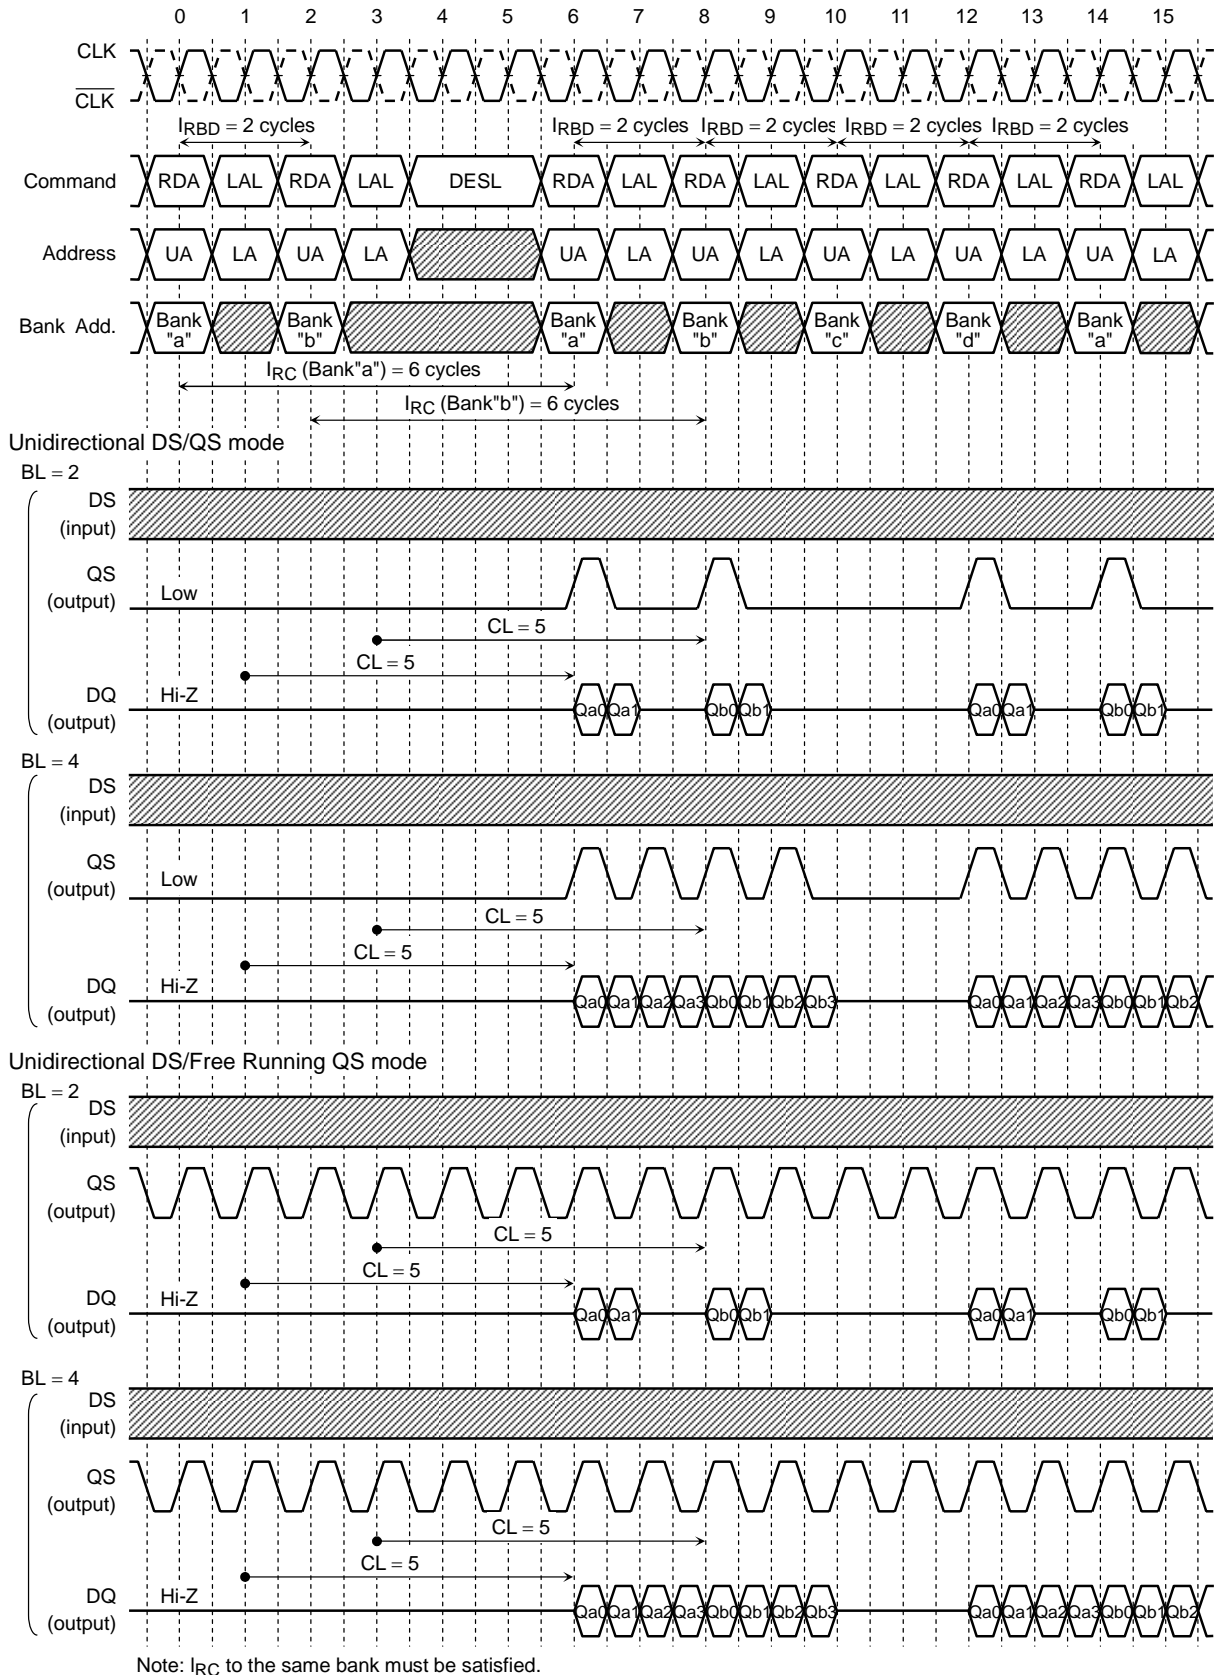 0 1 2 3 4 5 6 7 8 9 10 11 12 13 14 15
CLK
CLK
IRBD = 2 cycles IRBD = 2 cycles IRBD = 2 cycles IRBD = 2 cycles IRBD = 2 cycles
Command RDA LAL RDA LAL DESL RDA LAL RDA LAL RDA LAL RDA LAL RDA LAL
Address UA LA UA LA UA LA UA LA UA LA UA LA UA LA
Bank Add. Bank "a" Bank "b" Bank "a" Bank "b" Bank "c" Bank "d" Bank "a"
IRC (Bank"a") = 6 cycles
IRC (Bank"b") = 6 cycles
Unidirectional DS/QS mode
BL = 2
DS
(input)
QS
(output) Low
CL = 5
CL = 5
DQ Hi-Z
(output) Qa0 Qa1 Qb0 Qb1 Qa0 Qa1 Qb0 Qb1
BL = 4
DS
(input)
QS
(output) Low
CL = 5
CL = 5
DQ Hi-Z
(output) Qa0 Qa1 Qa2 Qa3 Qb0 Qb1 Qb2 Qb3 Qa0 Qa1 Qa2 Qa3 Qb0 Qb1 Qb2
Unidirectional DS/Free Running QS mode
BL = 2
DS
(input)
QS
(output)
CL = 5
CL = 5
DQ Hi-Z
(output) Qa0 Qa1 Qb0 Qb1 Qa0 Qa1 Qb0 Qb1
BL = 4
DS
(input)
QS
(output)
CL = 5
CL = 5
DQ Hi-Z
(output) Qa0 Qa1 Qa2 Qa3 Qb0 Qb1 Qb2 Qb3 Qa0 Qa1 Qa2 Qa3 Qb0 Qb1 Qb2
Note: IRC to the same bank must be satisfied.